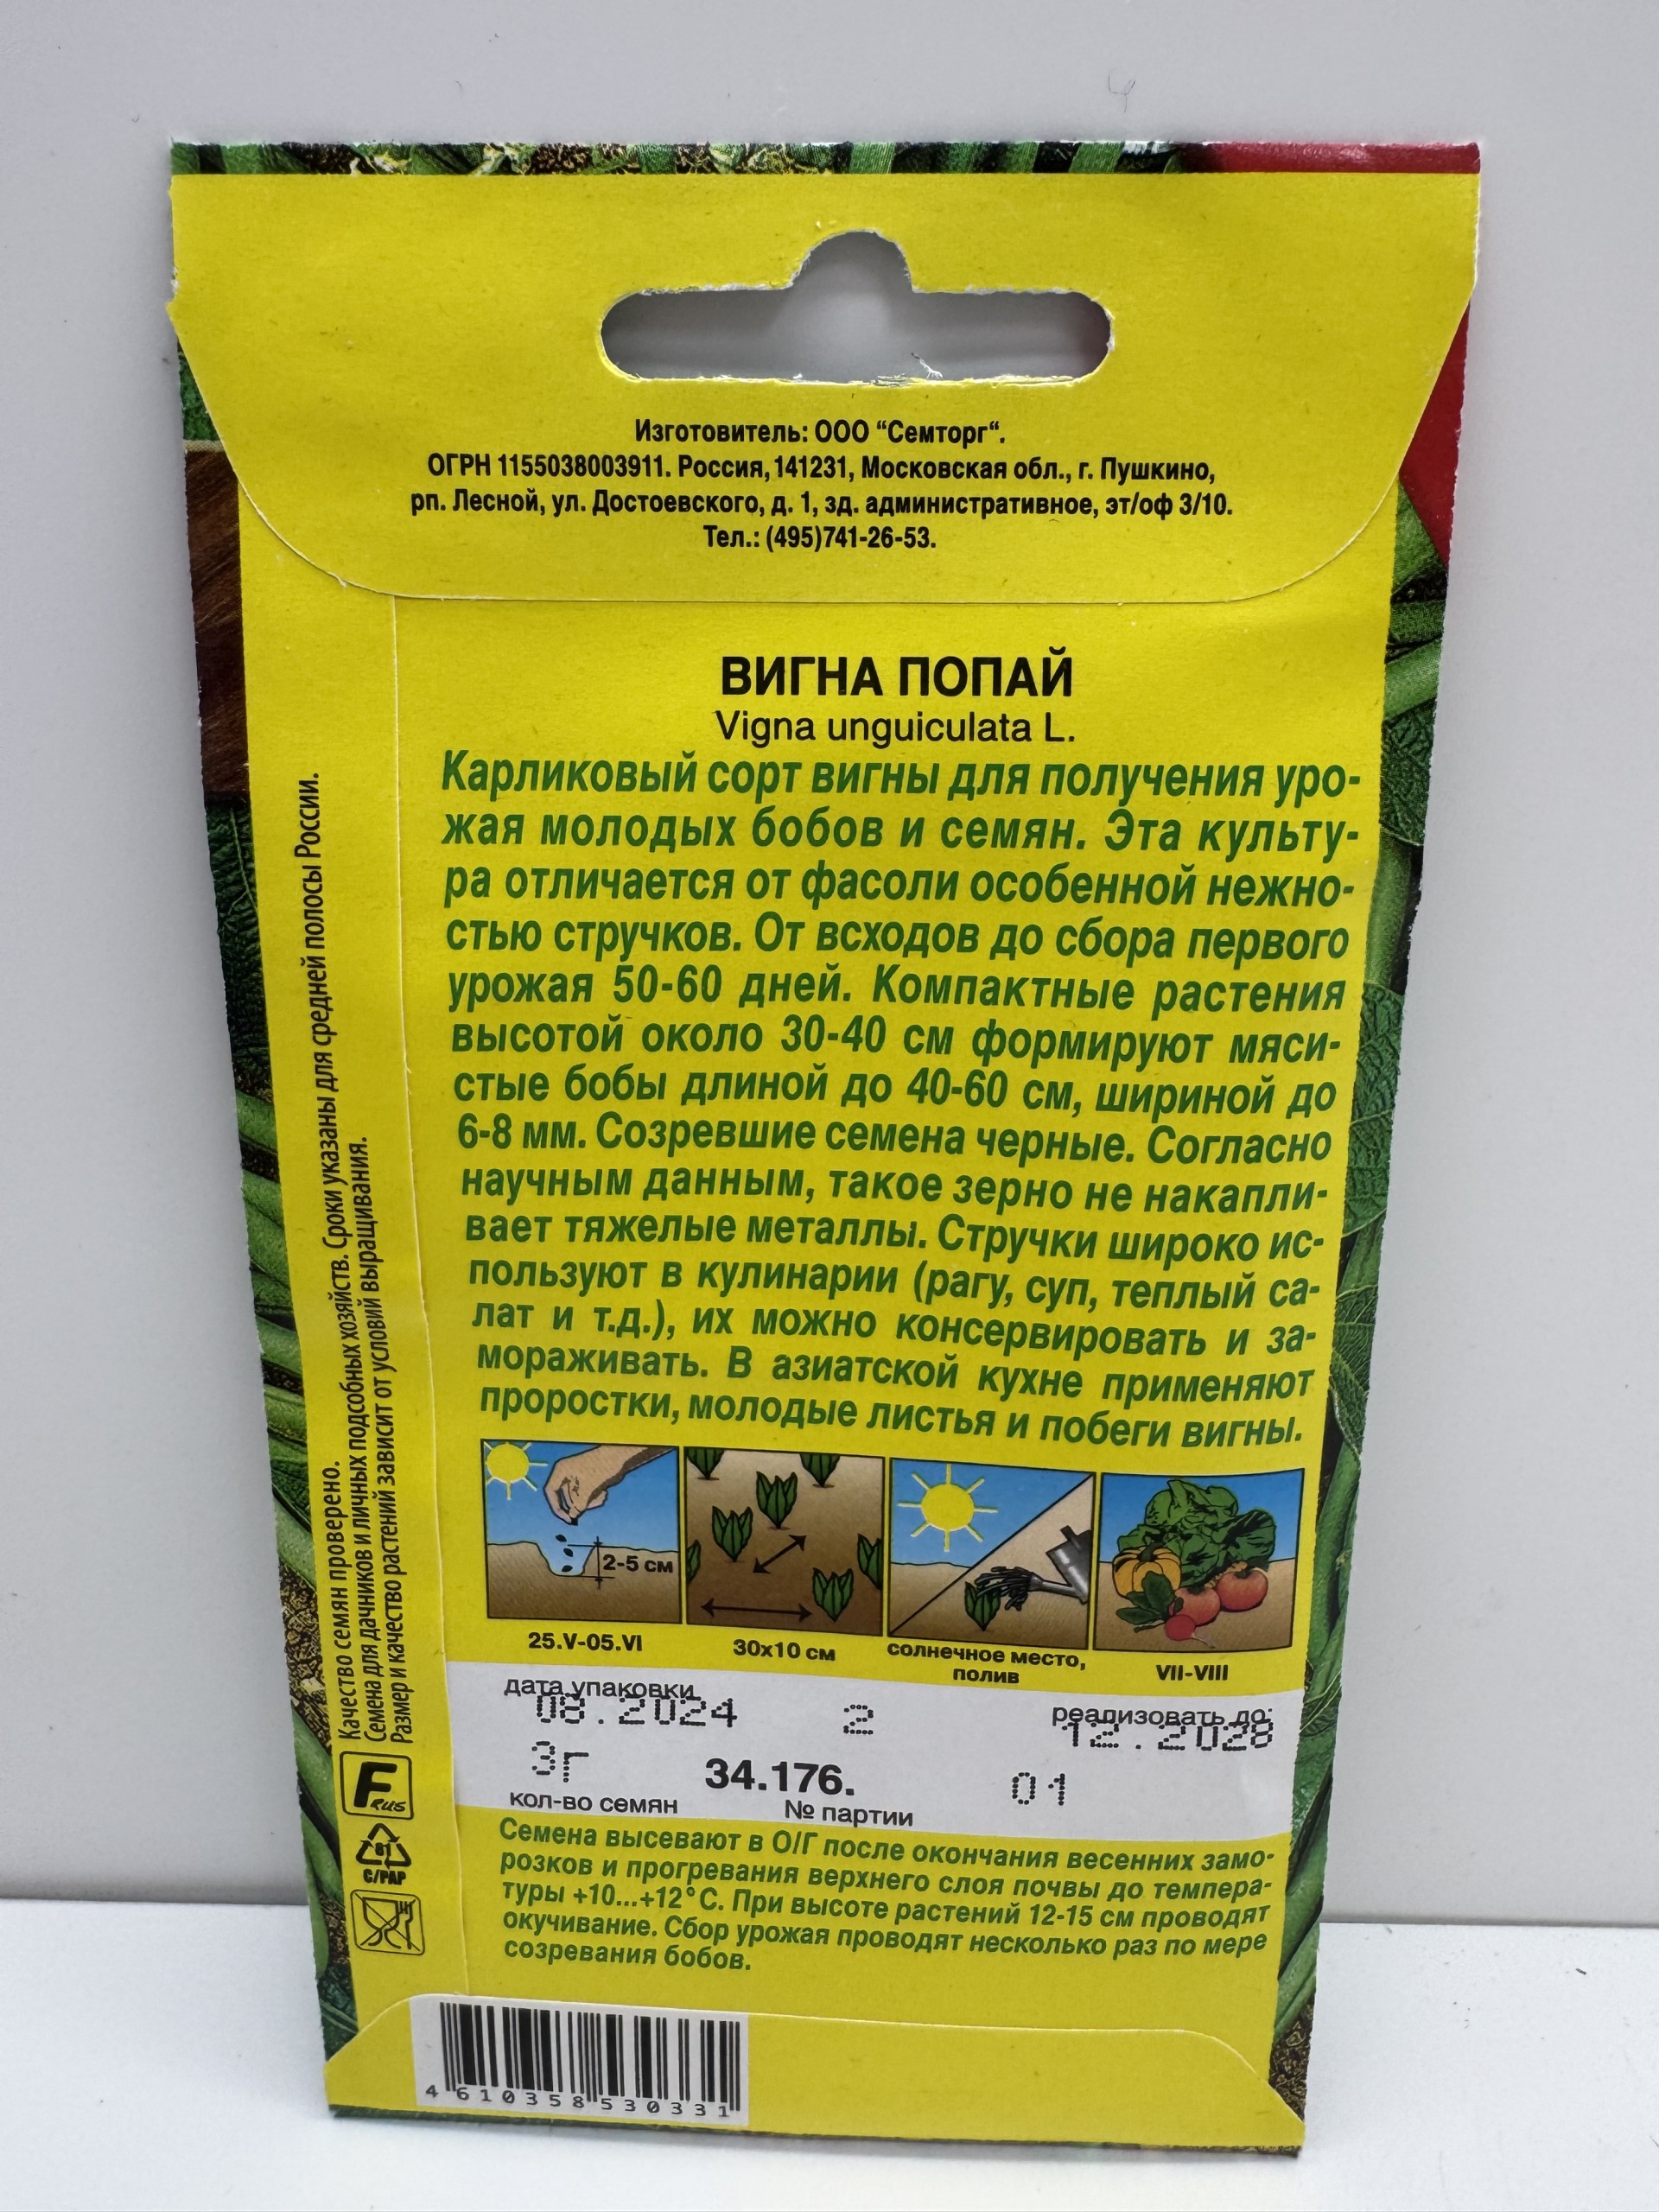 Изготовитель: ООО “Семторг“.
ОГРН 1155038003911. Россия, 141231, Московская обл., г. Пушкино,
рп. Лесной, ул. Достоевского, д. 1, зд. административное, эт/оф 3/10.
Тел.: (495)741-26-53.
ВИГНА ПОПАЙ
Vigna unguiculata L.
Карликовый сорт вигны для получения уро-
жая молодых бобов и семян. Эта культу-
ра отличается от фасоли особенной нежно-
стью стручков. От всходов до сбора первого
урожая 50-60 дней. Компактные растения
высотой около 30-40 см формируют мяси-
стые бобы длиной до 40-60 см, шириной до
6-8 мм. Созревшие семена черные. Согласно
научным данным, такое зерно не накапли-
вает тяжелые металлы. Стручки широко ис-
пользуют в кулинарии (рагу, суп, теплый са-
лат и т.д.), их можно консервировать и за-
мораживать. В азиатской кухне применяют
проростки, молодые листья и побеги вигны.
2-5 см
25.V-05.VI
30х10 см
солнечное место,
полив
VII-VIII
дата упаковки
08.2024
2
реализовать до:
12.2028
3г
34.176.
01
кол-во семян
№ партии
Семена высевают в О/Г после окончания весенних замо-
розков и прогревания верхнего слоя почвы до темпера-
туры +10...+12°С. При высоте растений 12-15 см проводят
окучивание. Сбор урожая проводят несколько раз по мере
созревания бобов.
Качество семян проверено.
Семена для дачников и личных подсобных хозяйств. Сроки указаны для средней полосы России.
Размер и качество растений зависит от условий выращивания.
F
RUS
81
C/PAP
4 610358 530331